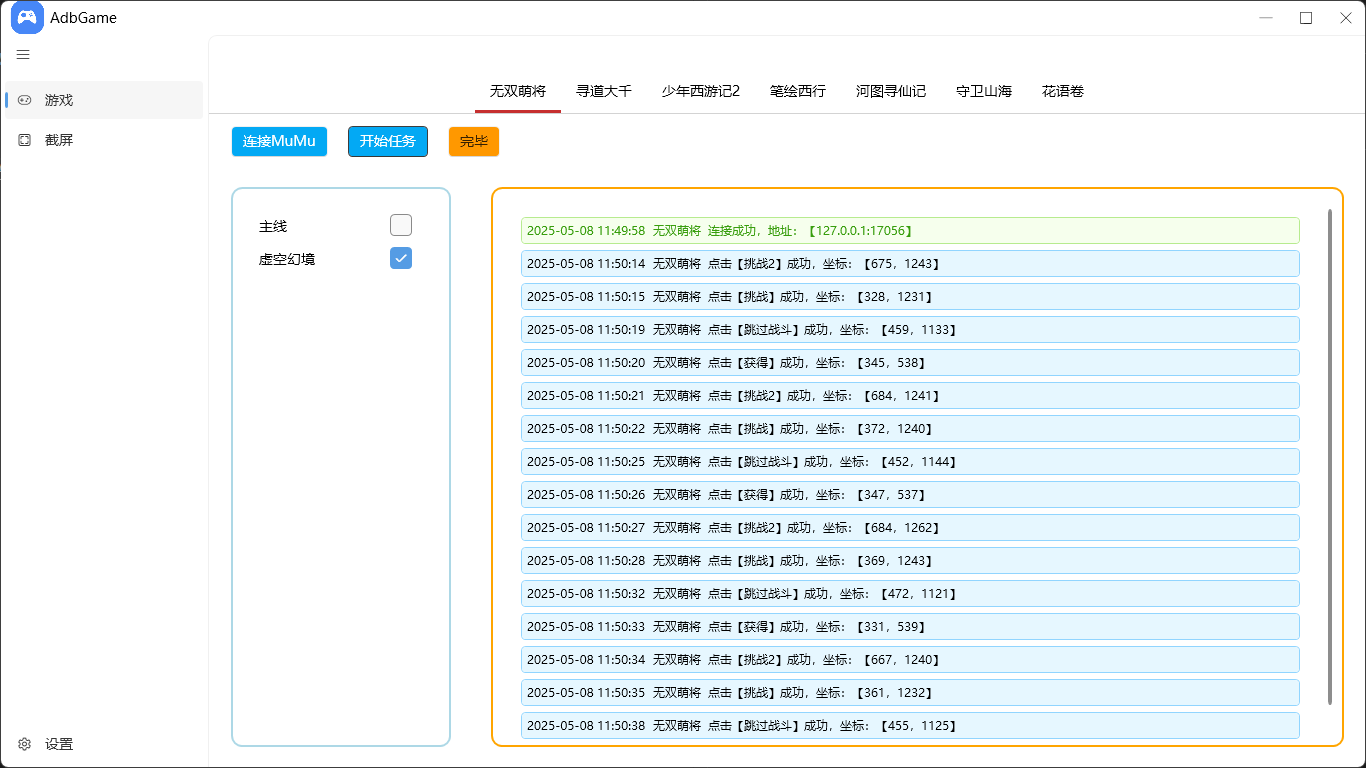 AdbGame
游戏
截屏
无双萌将 寻道大千 少年西游记2 笔绘西行 河图寻仙记 守卫山海 花语卷
连接MuMu 开始任务 完毕
主线
虚空幻境
2025-05-08 11:49:58 无双萌将 连接成功，地址：【127.0.0.1:17056】
2025-05-08 11:50:14 无双萌将 点击【挑战2】成功，坐标：【675，1243】
2025-05-08 11:50:15 无双萌将 点击【挑战】成功，坐标：【328，1231】
2025-05-08 11:50:19 无双萌将 点击【跳过战斗】成功，坐标：【459，1133】
2025-05-08 11:50:20 无双萌将 点击【获得】成功，坐标：【345，538】
2025-05-08 11:50:21 无双萌将 点击【挑战2】成功，坐标：【684，1241】
2025-05-08 11:50:22 无双萌将 点击【挑战】成功，坐标：【372，1240】
2025-05-08 11:50:25 无双萌将 点击【跳过战斗】成功，坐标：【452，1144】
2025-05-08 11:50:26 无双萌将 点击【获得】成功，坐标：【347，537】
2025-05-08 11:50:27 无双萌将 点击【挑战2】成功，坐标：【684，1262】
2025-05-08 11:50:28 无双萌将 点击【挑战】成功，坐标：【369，1243】
2025-05-08 11:50:32 无双萌将 点击【跳过战斗】成功，坐标：【472，1121】
2025-05-08 11:50:33 无双萌将 点击【获得】成功，坐标：【331，539】
2025-05-08 11:50:34 无双萌将 点击【挑战2】成功，坐标：【667，1240】
2025-05-08 11:50:35 无双萌将 点击【挑战】成功，坐标：【361，1232】
2025-05-08 11:50:38 无双萌将 点击【跳过战斗】成功，坐标：【455，1125】
设置